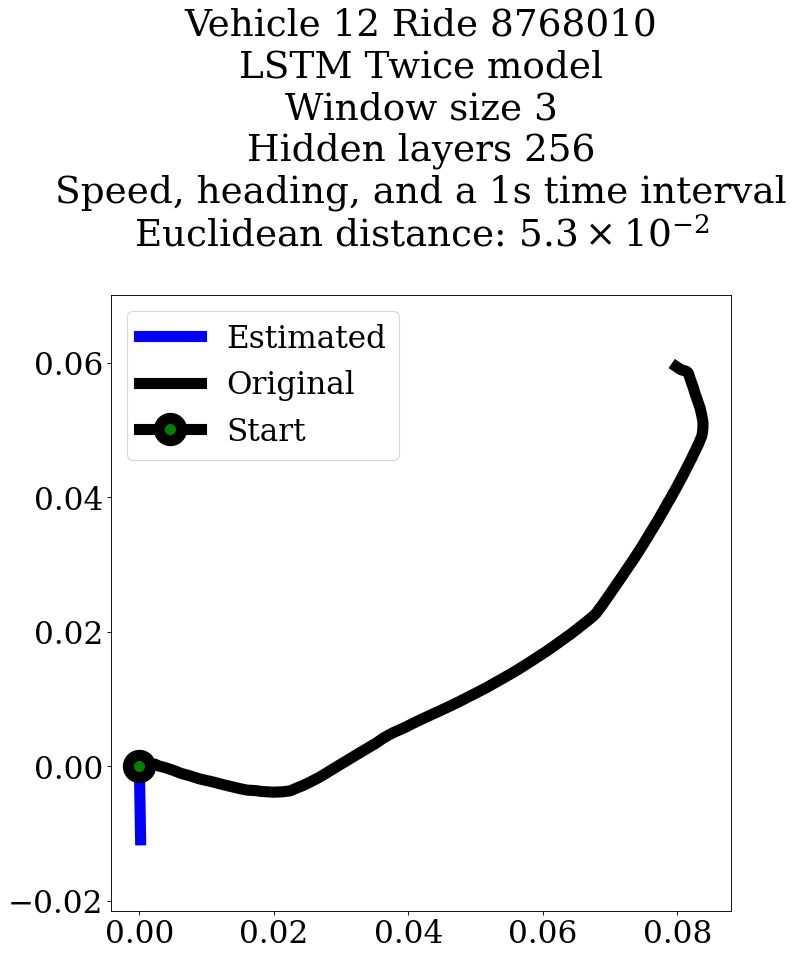 Vehicle 12 Ride 8768010
LSTM Twice model
Window size 3
Hidden layers 256
Speed, heading, and a 1s time interval
Euclidean distance: 5.3 × 10⁻²
Estimated
Original
Start
0.06
0.04
0.02
0.00
−0.02
0.00 0.02 0.04 0.06 0.08